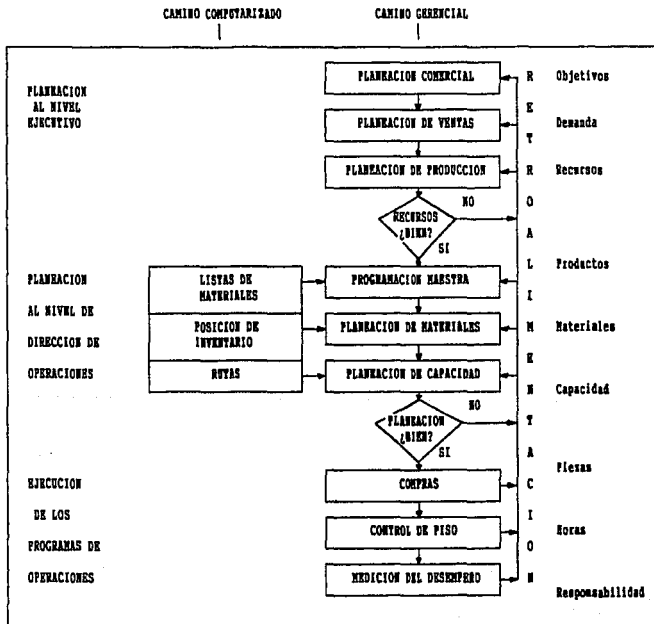 CAMINO COMPUTARIZADO
CAMINO GERENCIAL
PLANEACION
AL NIVEL
EJECUTIVO
PLANEACION COMERCIAL
PLANEACION DE VENTAS
PLANEACION DE PRODUCCION
RECURSOS
¿BIEN?
NO
SI
Objetivos
Demanda
Recursos
RETROALIMENTACION
PLANEACION
AL NIVEL DE
DIRECCION DE
OPERACIONES
LISTAS DE
MATERIALES
POSICION DE
INVENTARIO
RUTAS
PROGRAMACION MAESTRA
PLANEACION DE MATERIALES
PLANEACION DE CAPACIDAD
PLANEACION
¿BIEN?
NO
SI
Productos
Materiales
Capacidad
EJECUCION
DE LOS
PROGRAMAS DE
OPERACIONES
COMPRAS
CONTROL DE PISO
MEDICION DEL DESEMPEÑO
Piezas
Horas
Responsabilidad